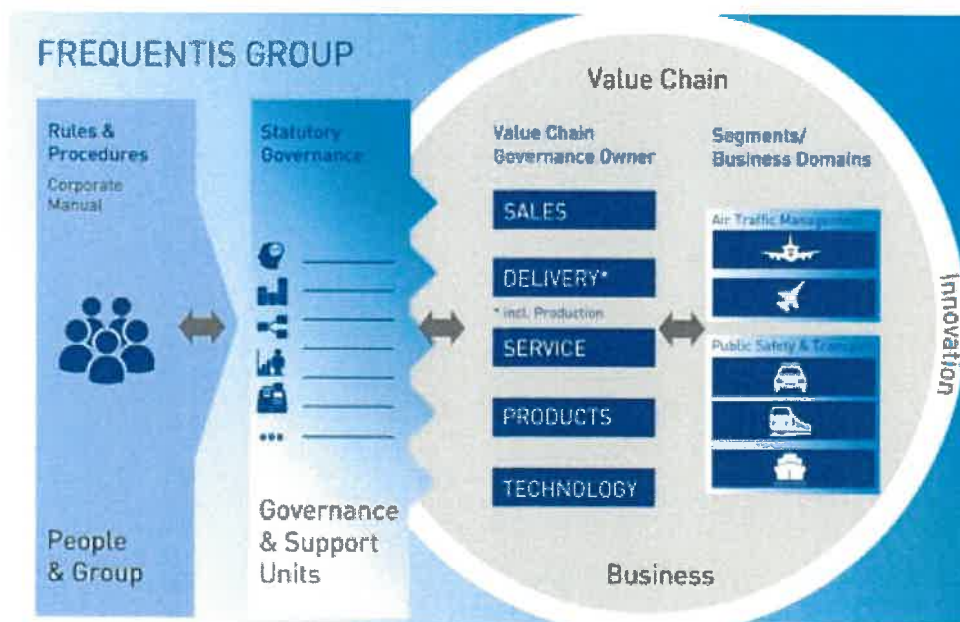 FREQUENTIS GROUP
Rules &
Procedures
Corporate
Manual
People
& Group
Statutory
Governance
Governance
& Support
Units
Value Chain
Value Chain
Governance Owner
SALES
DELIVERY*
* incl. Production
SERVICE
PRODUCTS
TECHNOLOGY
Segments/
Business Domains
Air Traffic Management
Public Safety &
Business
Innovation